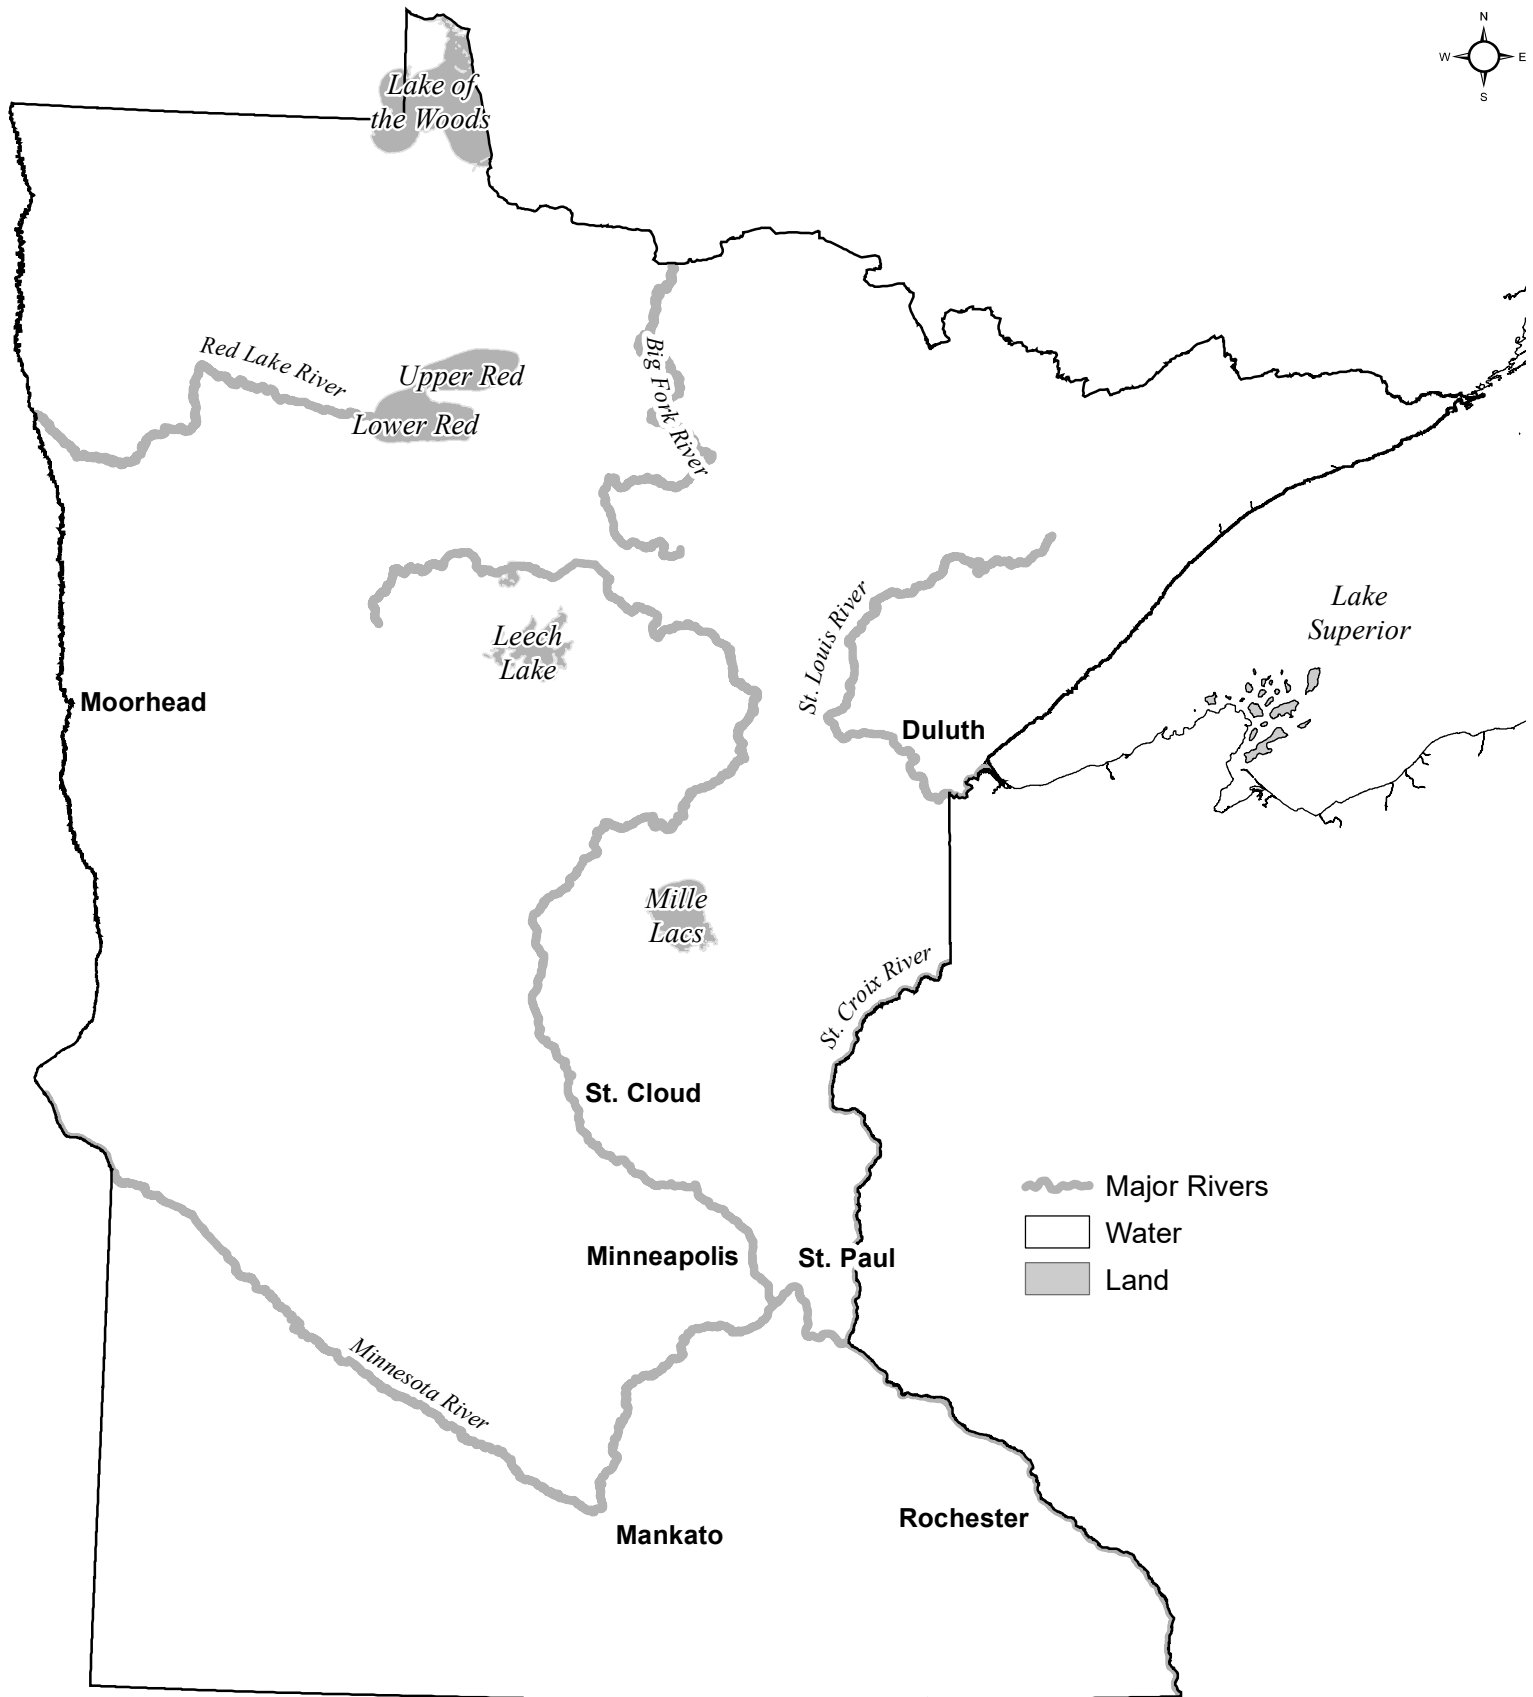 N
W
E
S
Lake of
the Woods
Red Lake River
Upper Red
Lower Red
Big Fork River
Leech
Lake
St. Louis River
Lake
Superior
Moorhead
Duluth
Mille
Lacs
St. Croix River
St. Cloud
Major Rivers
Water
Land
Minneapolis
St. Paul
Minnesota River
Rochester
Mankato